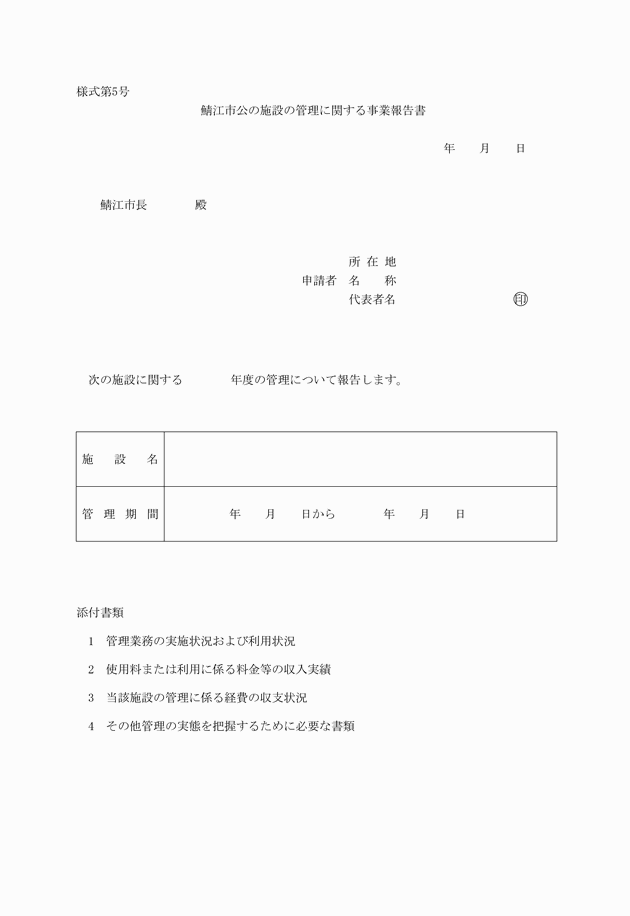 様式第5号
鯖江市公の施設の管理に関する事業報告書
年　　月　　日
鯖江市長　　　　殿
所 在 地
申請者　名　　称
代表者名　　　　　　　　　　㊞
次の施設に関する　　　　年度の管理について報告します。
施　設　名
管 理 期 間　　　　　年　　月　　日から　　　　年　　月　　日
添付書類
1　管理業務の実施状況および利用状況
2　使用料または利用に係る料金等の収入実績
3　当該施設の管理に係る経費の収支状況
4　その他管理の実態を把握するために必要な書類